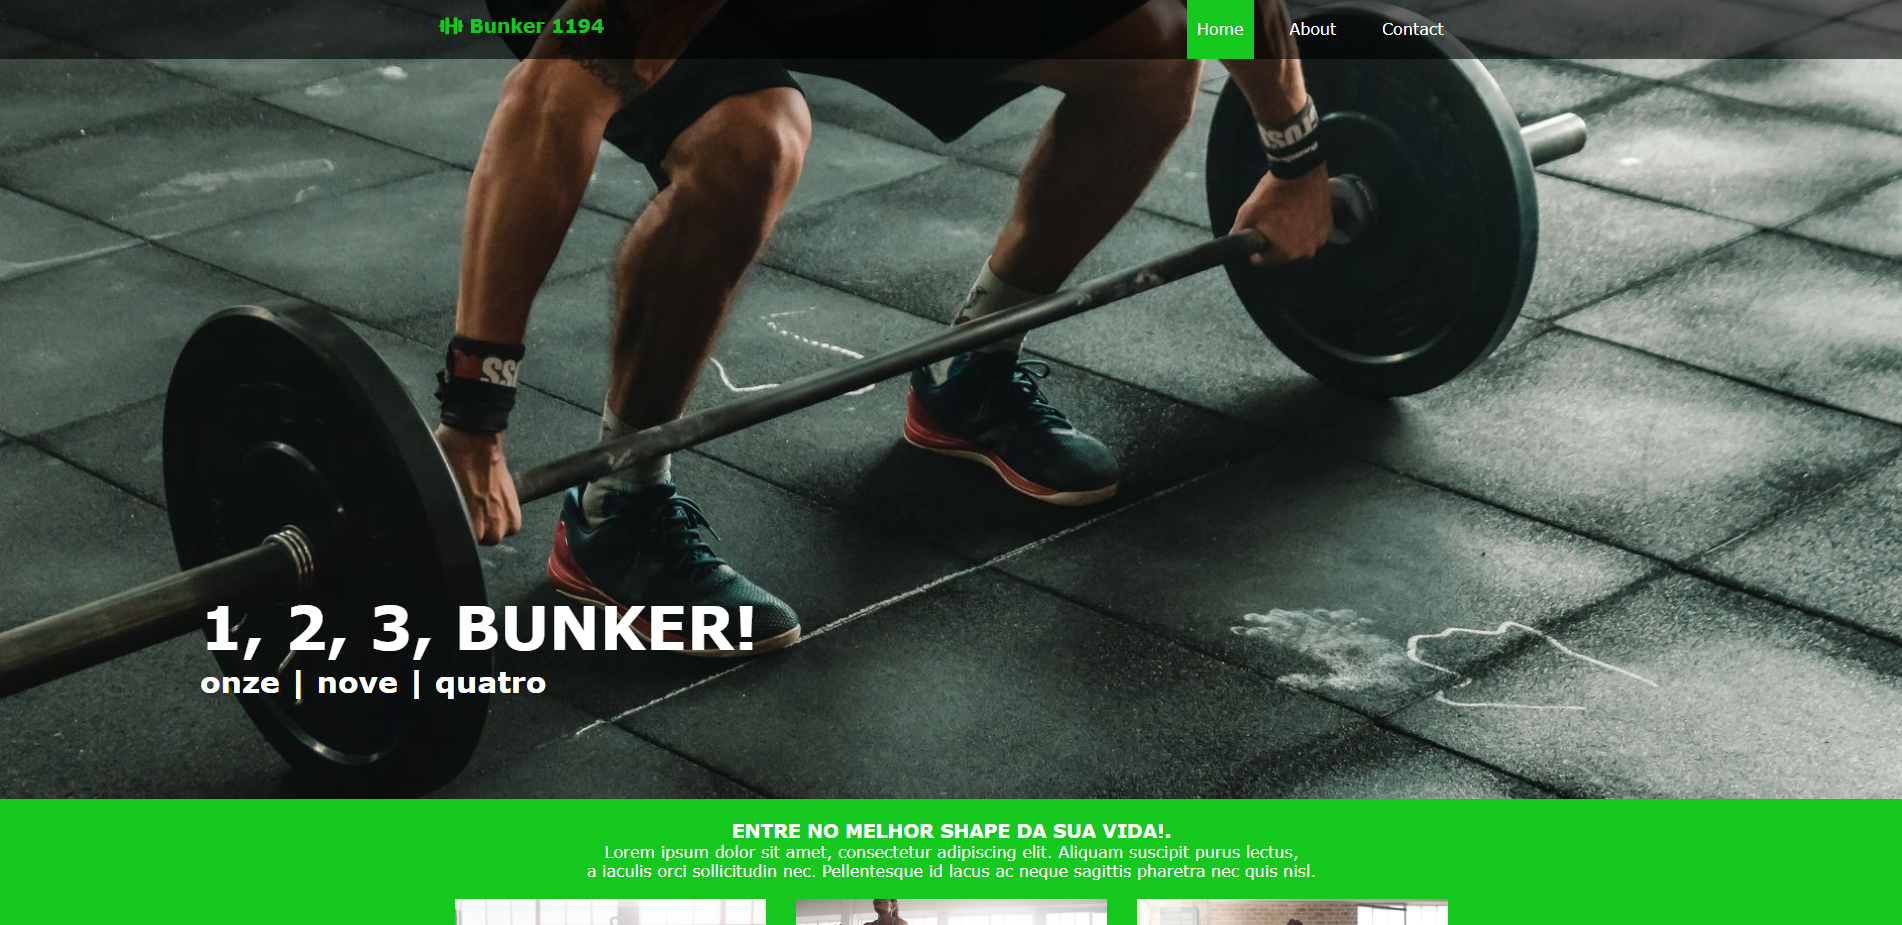 Bunker 1194
Home
About
Contact
1, 2, 3, BUNKER!
onze | nove | quatro
ENTRE NO MELHOR SHAPE DA SUA VIDA!.
Lorem ipsum dolor sit amet, consectetur adipiscing elit. Aliquam suscipit purus lectus,
a iaculis orci sollicitudin nec. Pellentesque id lacus ac neque sagittis pharetra nec quis nisl.